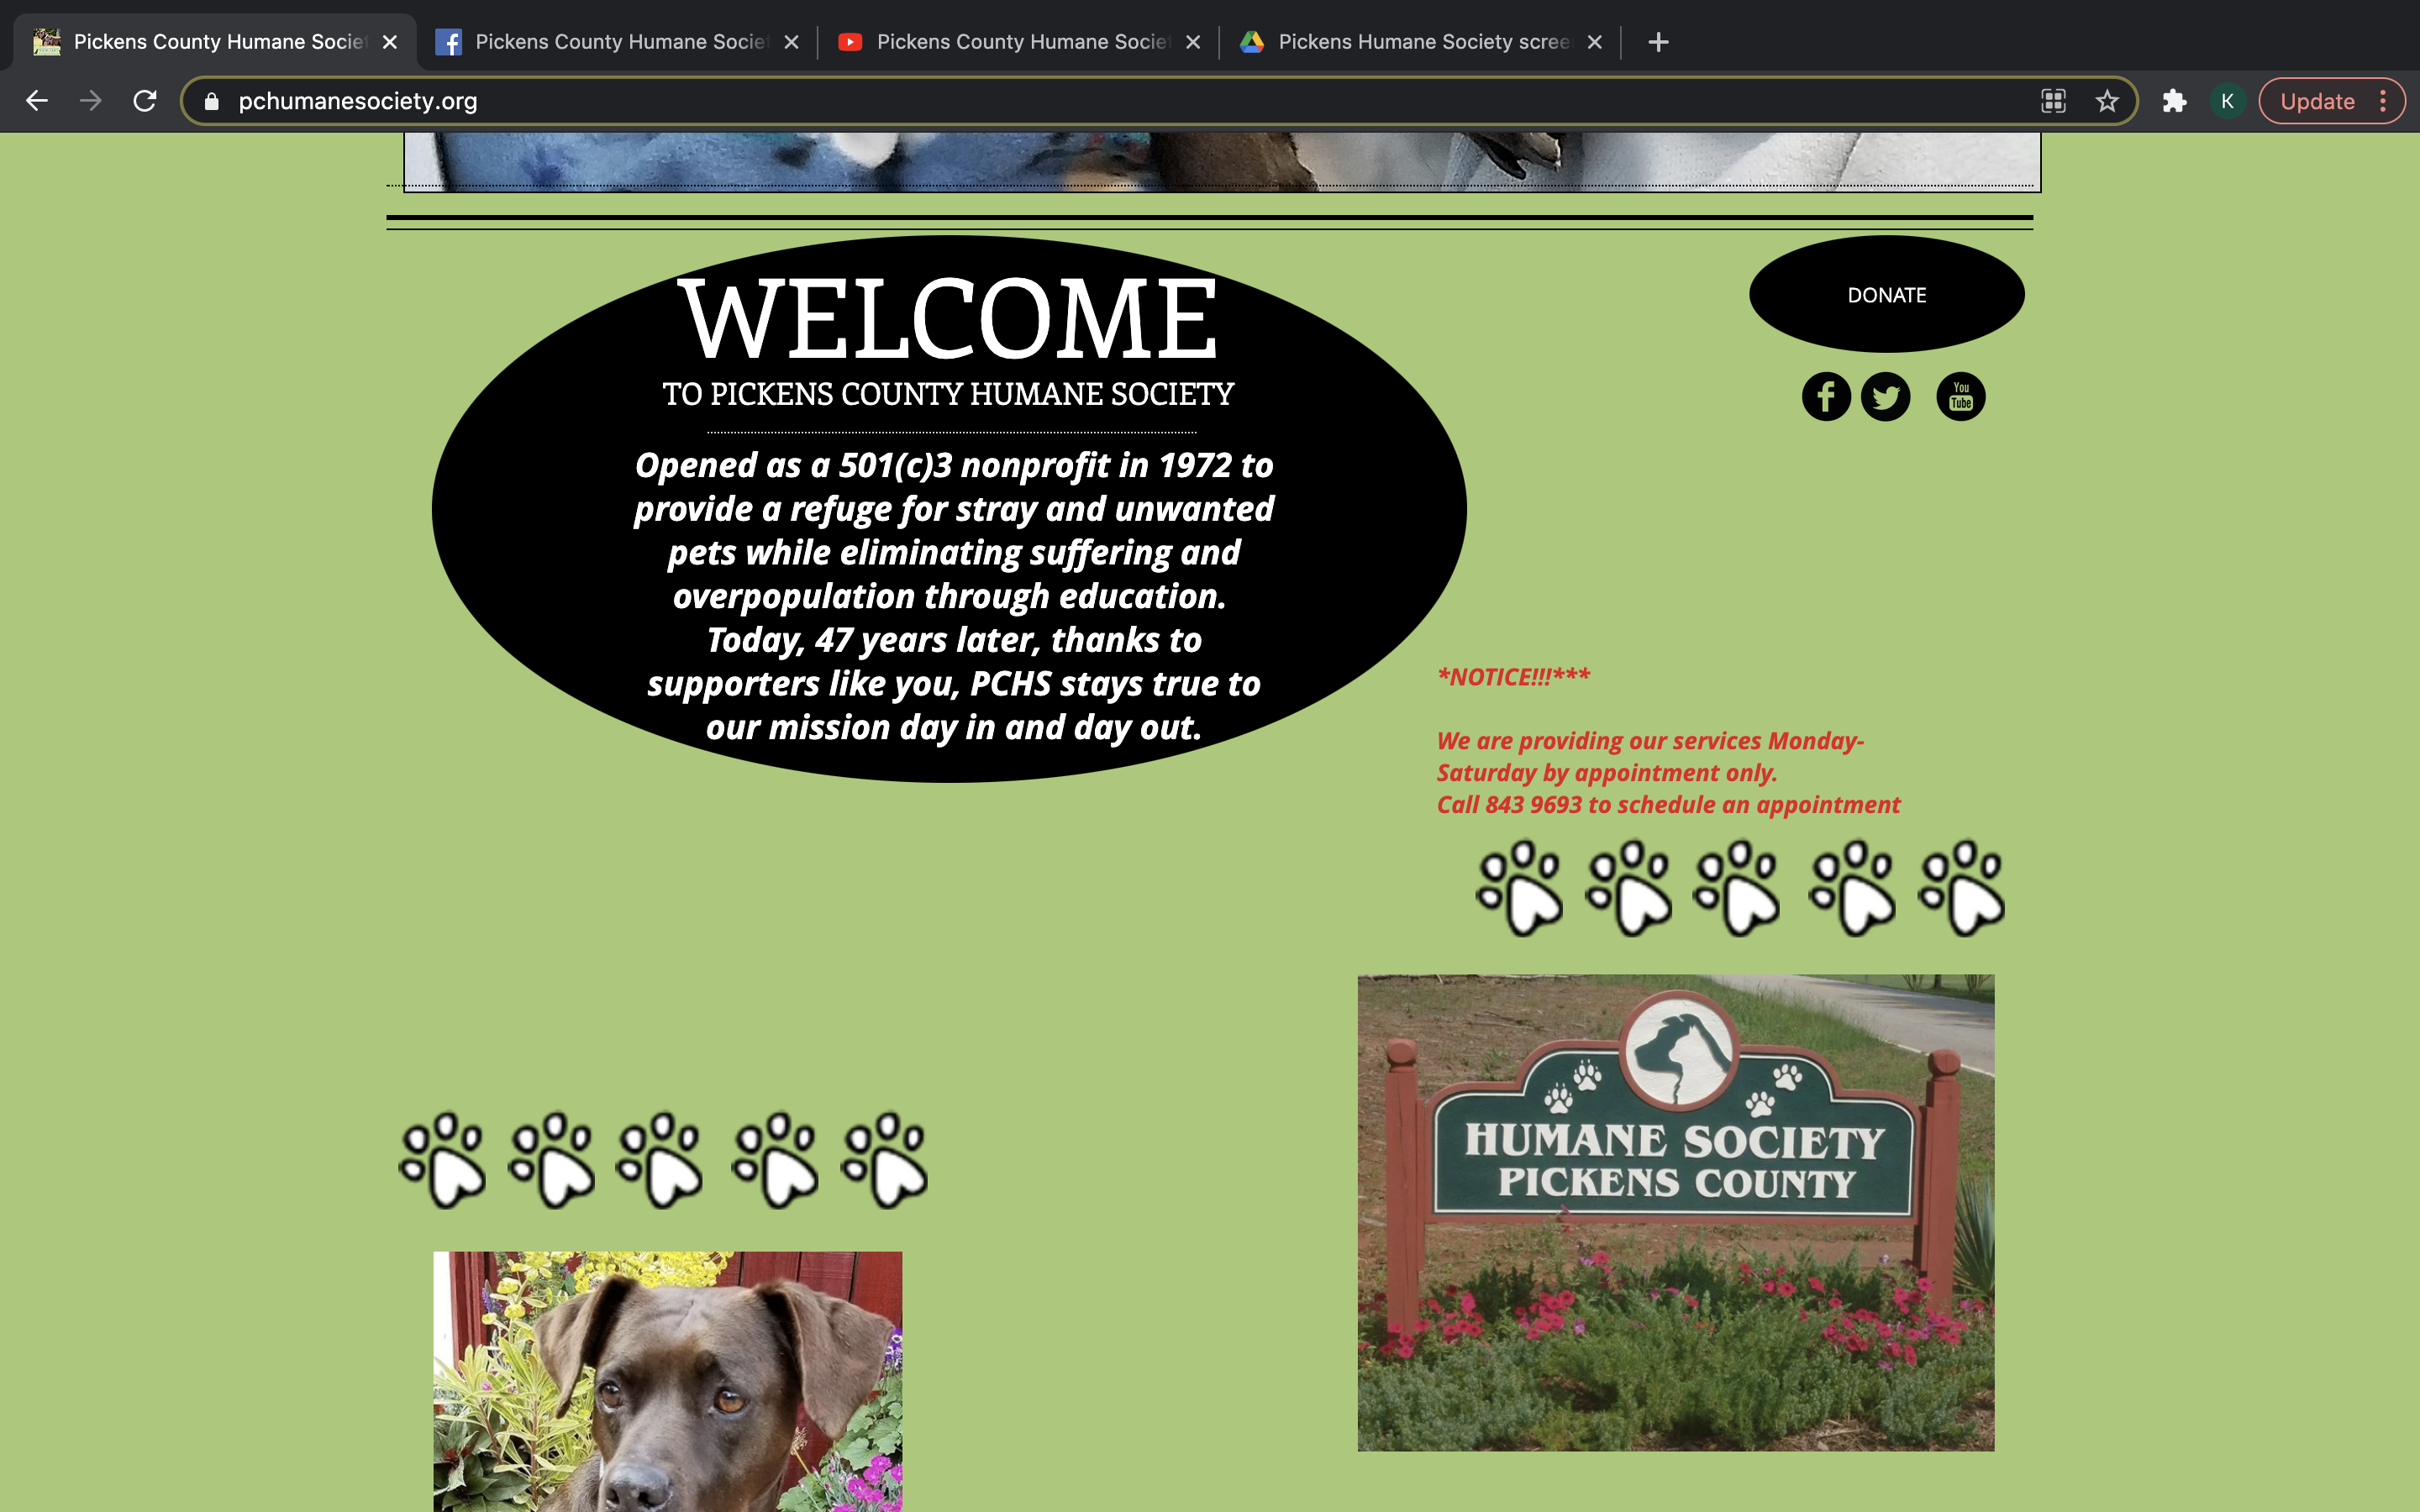 Pickens County Humane Socie
Pickens County Humane Societ
Pickens County Humane Societ
Pickens Humane Society scree
pchumanesociety.org
K
Update
WELCOME
TO PICKENS COUNTY HUMANE SOCIETY
Opened as a 501(c)3 nonprofit in 1972 to
provide a refuge for stray and unwanted
pets while eliminating suffering and
overpopulation through education.
Today, 47 years later, thanks to
supporters like you, PCHS stays true to
our mission day in and day out.
DONATE
You
Tube
*NOTICE!!!***
We are providing our services Monday-
Saturday by appointment only.
Call 843 9693 to schedule an appointment
HUMANE SOCIETY
PICKENS COUNTY